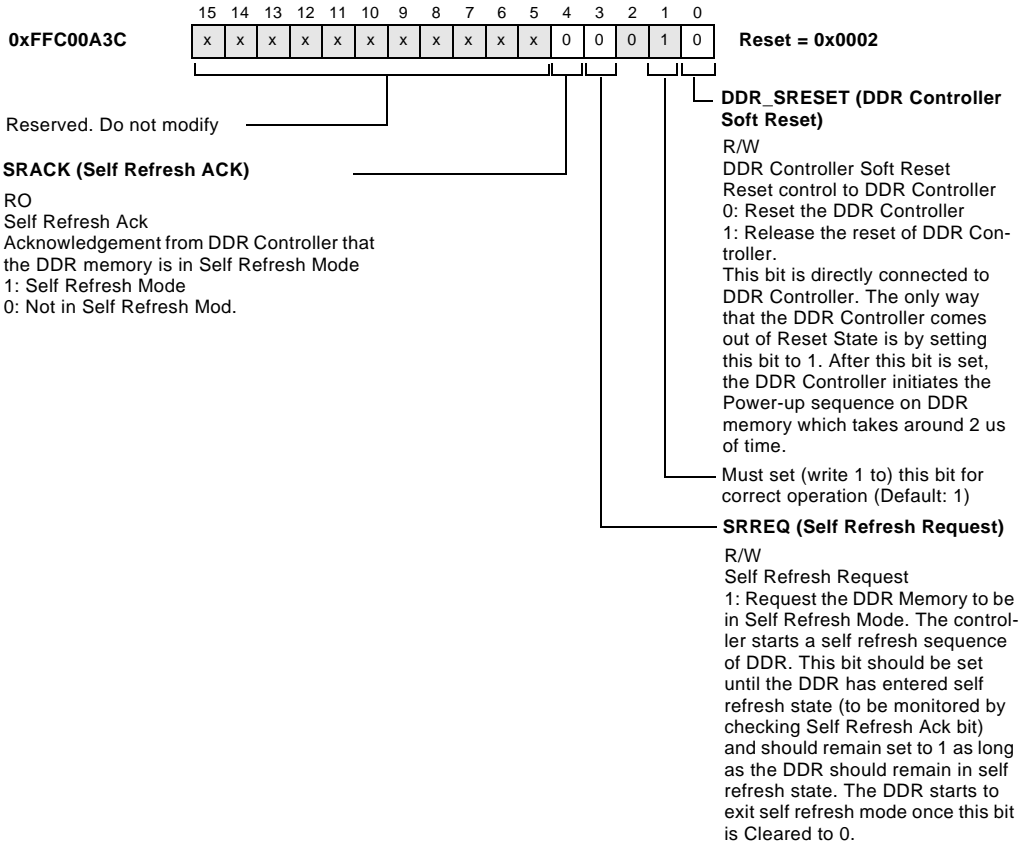 15 14 13 12 11 10 9 8 7 6 5 4 3 2 1 0
0xFFC00A3C x x x x x x x x x x x 0 0 0 1 0 Reset = 0x0002
Reserved. Do not modify
SRACK (Self Refresh ACK)
RO
Self Refresh Ack
Acknowledgement from DDR Controller that
the DDR memory is in Self Refresh Mode
1: Self Refresh Mode
0: Not in Self Refresh Mod.
DDR_SRESET (DDR Controller
Soft Reset)
R/W
DDR Controller Soft Reset
Reset control to DDR Controller
0: Reset the DDR Controller
1: Release the reset of DDR Con-
troller.
This bit is directly connected to
DDR Controller. The only way
that the DDR Controller comes
out of Reset State is by setting
this bit to 1. After this bit is set,
the DDR Controller initiates the
Power-up sequence on DDR
memory which takes around 2 us
of time.
Must set (write 1 to) this bit for
correct operation (Default: 1)
SRREQ (Self Refresh Request)
R/W
Self Refresh Request
1: Request the DDR Memory to be
in Self Refresh Mode. The control-
ler starts a self refresh sequence
of DDR. This bit should be set
until the DDR has entered self
refresh state (to be monitored by
checking Self Refresh Ack bit)
and should remain set to 1 as long
as the DDR should remain in self
refresh state. The DDR starts to
exit self refresh mode once this bit
is Cleared to 0.